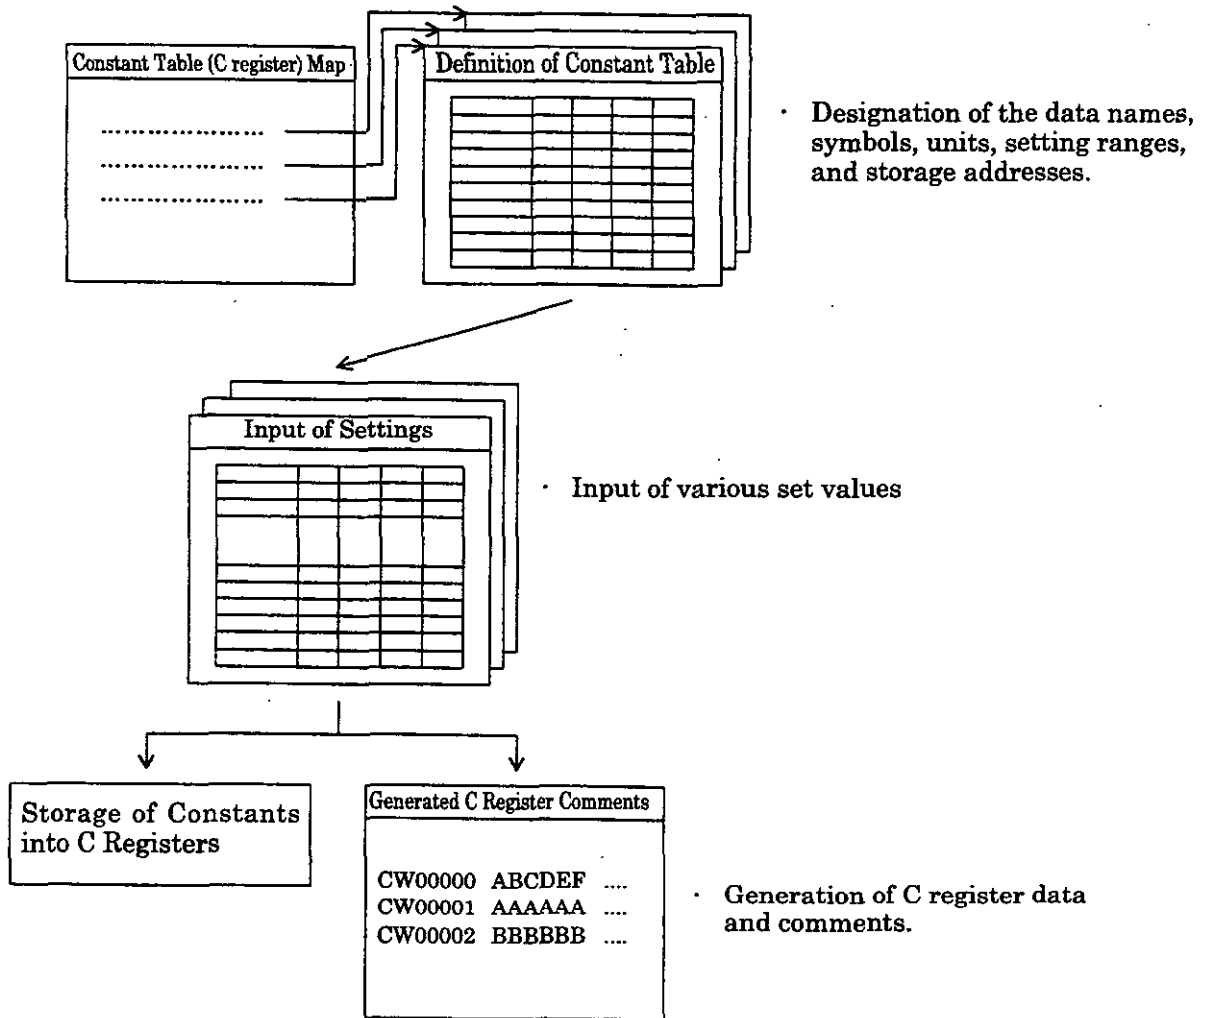 Constant Table (C register) Map
Definition of Constant Table
· Designation of the data names,
symbols, units, setting ranges,
and storage addresses.
Input of Settings
· Input of various set values
Storage of Constants
into C Registers
Generated C Register Comments
CW00000 ABCDEF ....
CW00001 AAAAAA ....
CW00002 BBBBBB ....
· Generation of C register data
and comments.